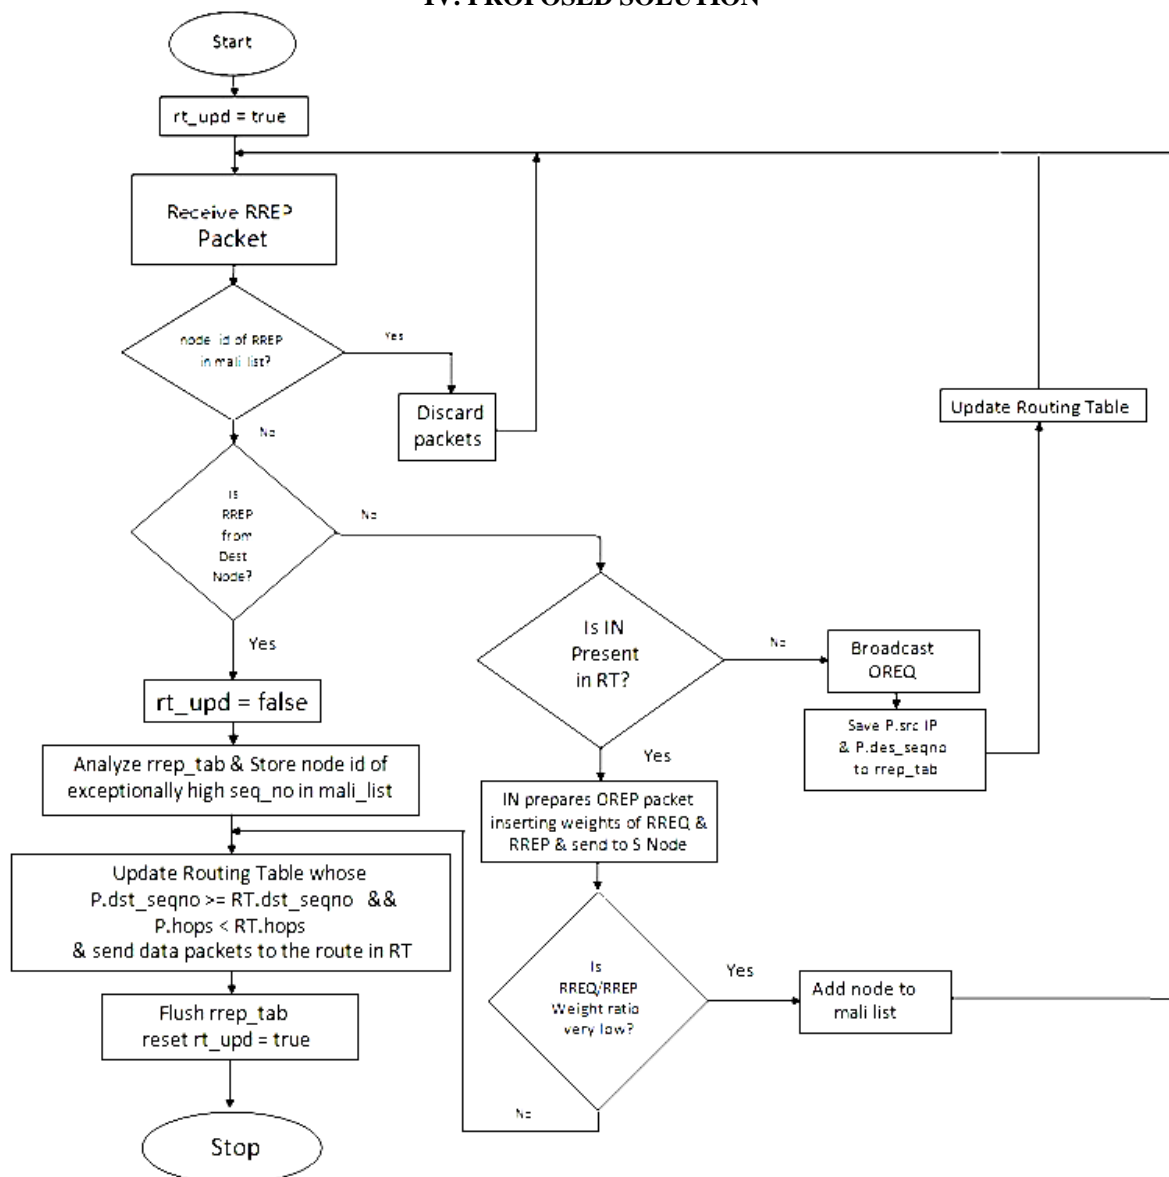 IV. PROPOSED SOLUTION
Start
rt_upd = true
Receive RREP
Packet
node id of RREP
in mali list?
Yes
Discard
packets
No
Is
RREP
from
Dest
Node?
No
Yes
Update Routing Table
Is IN
Present
in RT?
No
Broadcast
OREQ
Save P.src IP
& P.des_seqno
to rrep_tab
Yes
rt_upd = false
Analyze rrep_tab & Store node id of
exceptionally high seq_no in mali_list
IN prepares OREP packet
inserting weights of RREQ &
RREP & send to S Node
Update Routing Table whose
P.dst_seqno >= RT.dst_seqno &&
P.hops < RT.hops
& send data packets to the route in RT
Is
RREQ/RREP
Weight ratio
very low?
Yes
Add node to
mali list
No
Flush rrep_tab
reset rt_upd = true
Stop